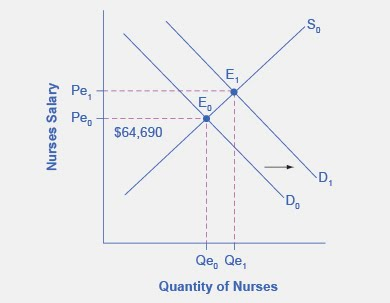 S₀
E₁
Pe₁
E₀
Pe₀
$64,690
D₁
D₀
Qe₀ Qe₁
Nurses Salary
Quantity of Nurses